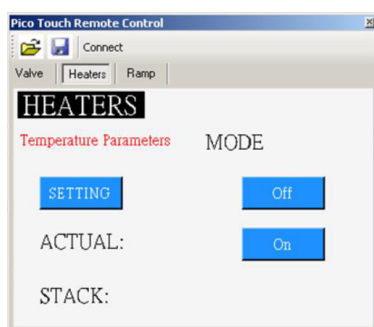 Pico Touch Remote Control
Connect
Valve Heaters Ramp
HEATERS
Temperature Parameters MODE
SETTING Off
ACTUAL: On
STACK: